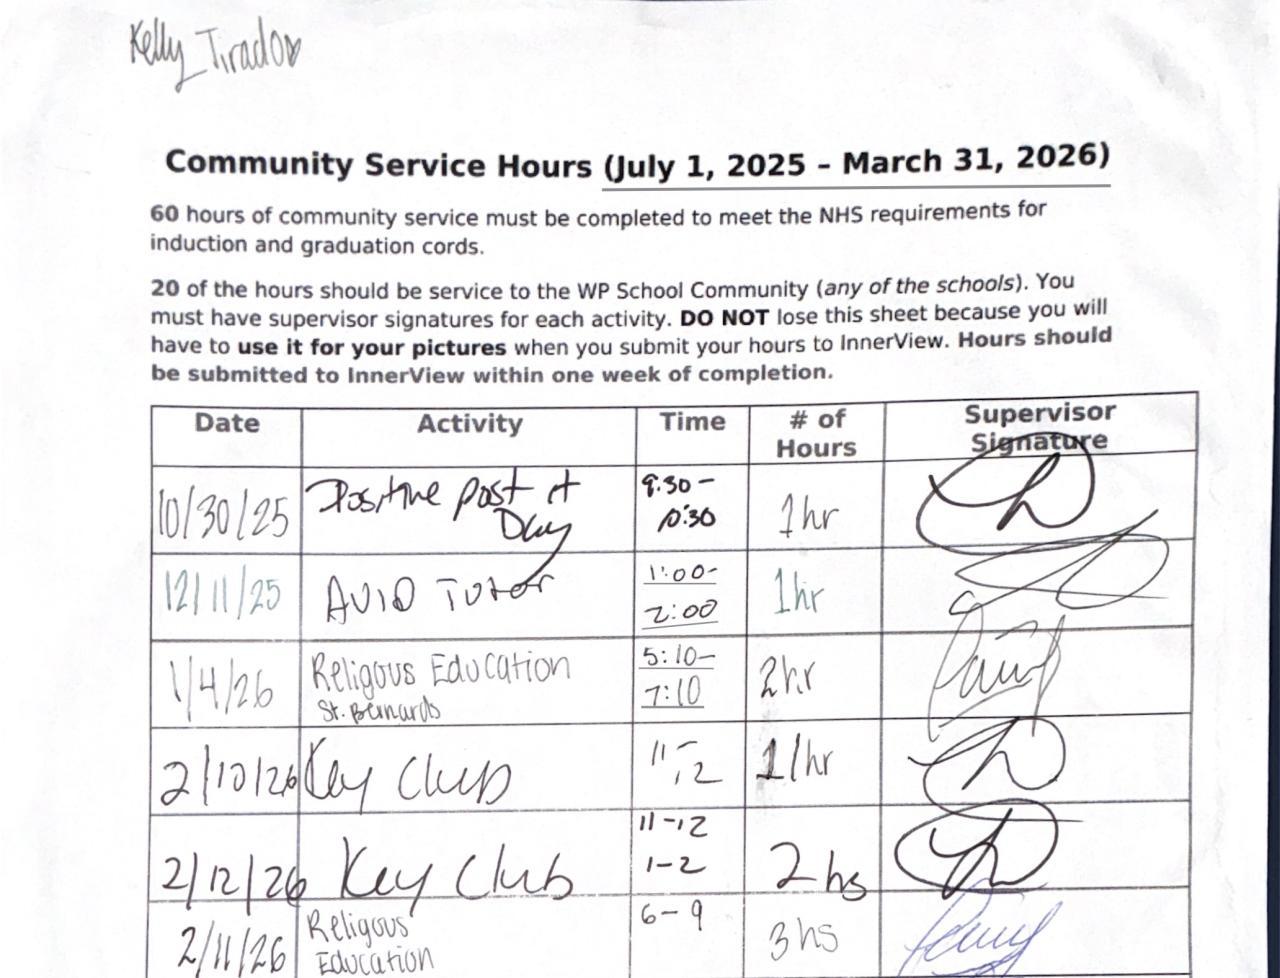 Kelly Tirado
Community Service Hours (July 1, 2025 – March 31, 2026)
60 hours of community service must be completed to meet the NHS requirements for
induction and graduation cords.
20 of the hours should be service to the WP School Community (any of the schools). You
must have supervisor signatures for each activity. DO NOT lose this sheet because you will
have to use it for your pictures when you submit your hours to InnerView. Hours should
be submitted to InnerView within one week of completion.
Date Activity Time # of Hours Supervisor Signature
10/30/25 Positive post it Day 9:30- 10:30 1hr
12/11/25 AVID Tutor 1:00- 2:00 1hr
1/4/26 Religous Education St. Bernards 5:10- 7:10 2hr
2/10/26 Key Club 11- 12 1/hr
2/12/26 Key Club 11-12 1-2 2 hs
2/11/26 Religous Education 6-9 3 hs